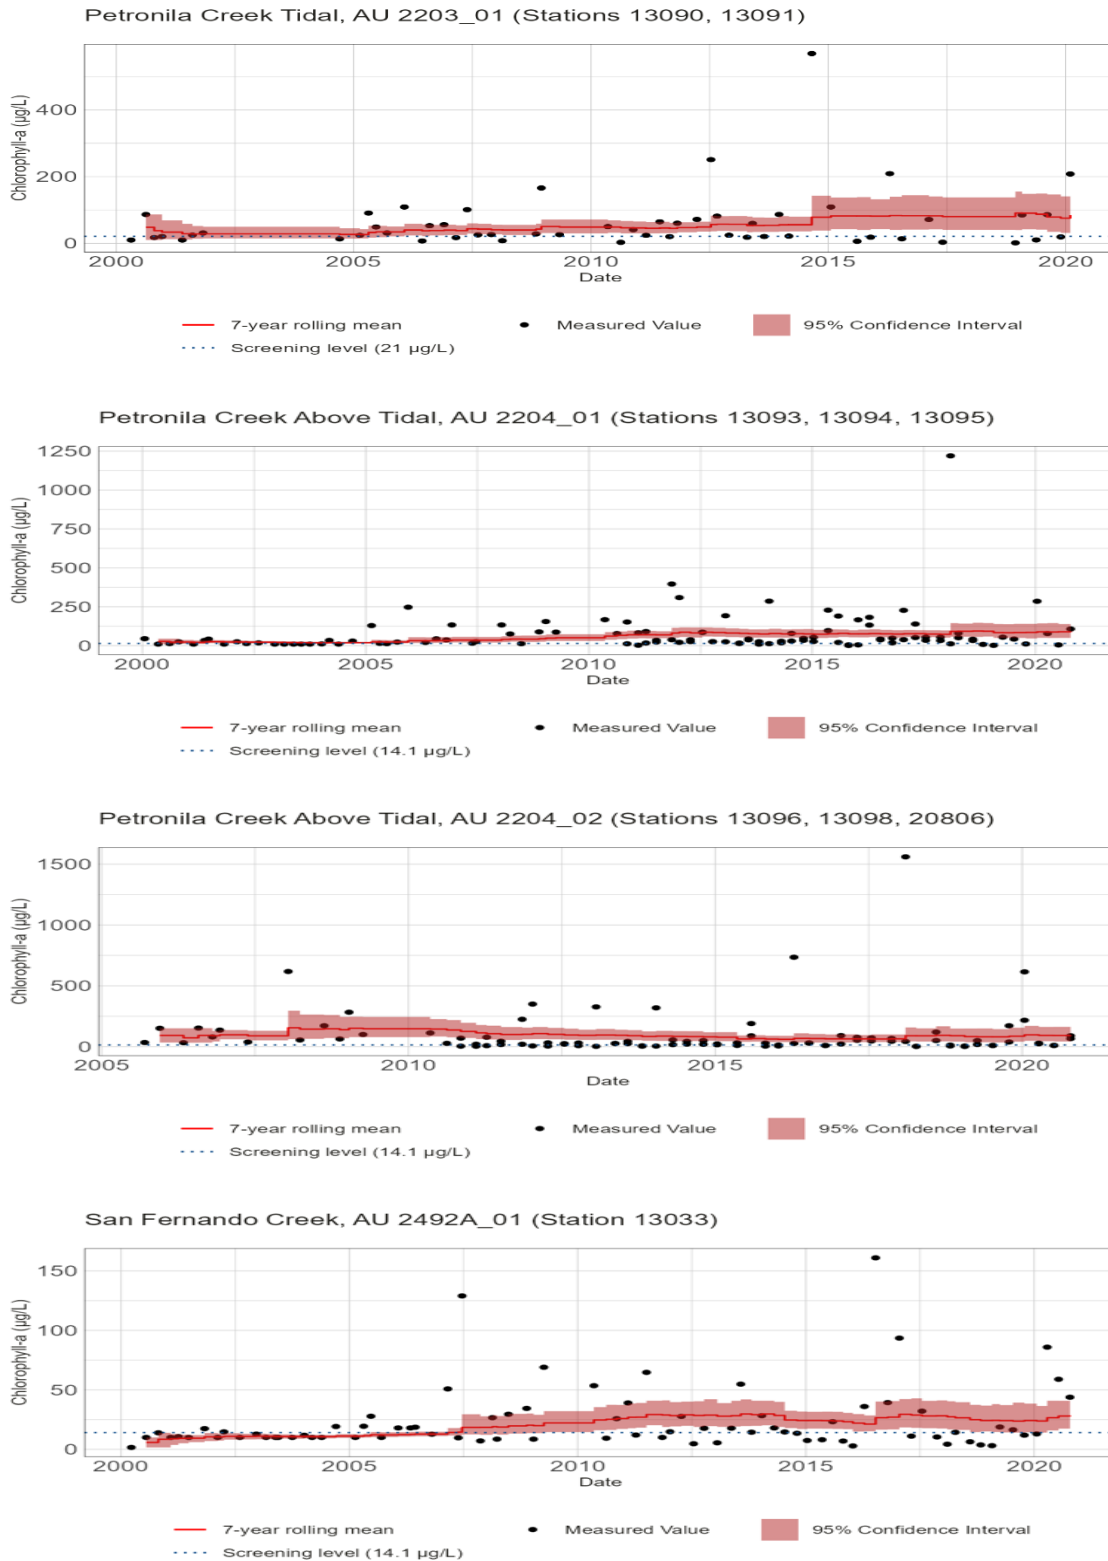 Petronila Creek Tidal, AU 2203_01 (Stations 13090, 13091)
Chlorophyll-a (µg/L)
400
200
0
2000 2005 2010 2015 2020
Date
7-year rolling mean Measured Value 95% Confidence Interval
Screening level (21 µg/L)
Petronila Creek Above Tidal, AU 2204_01 (Stations 13093, 13094, 13095)
Chlorophyll-a (µg/L)
1250
1000
750
500
250
0
2000 2005 2010 2015 2020
Date
7-year rolling mean Measured Value 95% Confidence Interval
Screening level (14.1 µg/L)
Petronila Creek Above Tidal, AU 2204_02 (Stations 13096, 13098, 20806)
Chlorophyll-a (µg/L)
1500
1000
500
0
2005 2010 2015 2020
Date
7-year rolling mean Measured Value 95% Confidence Interval
Screening level (14.1 µg/L)
San Fernando Creek, AU 2492A_01 (Station 13033)
Chlorophyll-a (µg/L)
150
100
50
0
2000 2005 2010 2015 2020
Date
7-year rolling mean Measured Value 95% Confidence Interval
Screening level (14.1 µg/L)